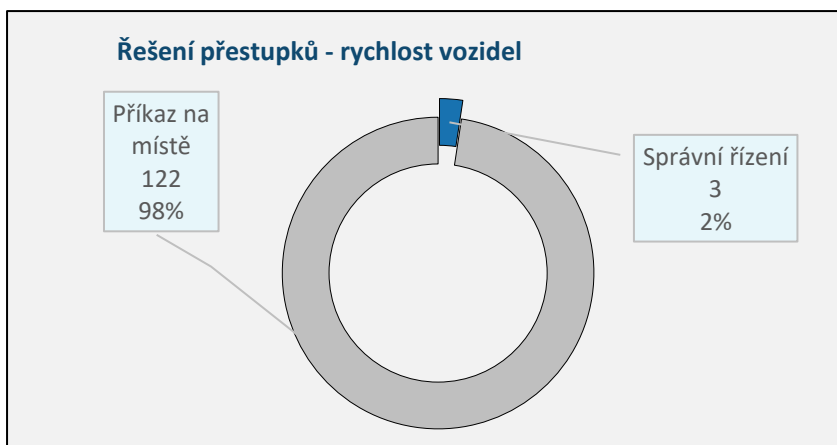 Řešení přestupků - rychlost vozidel
Příkaz na
místě
122
98%
Správní řízení
3
2%